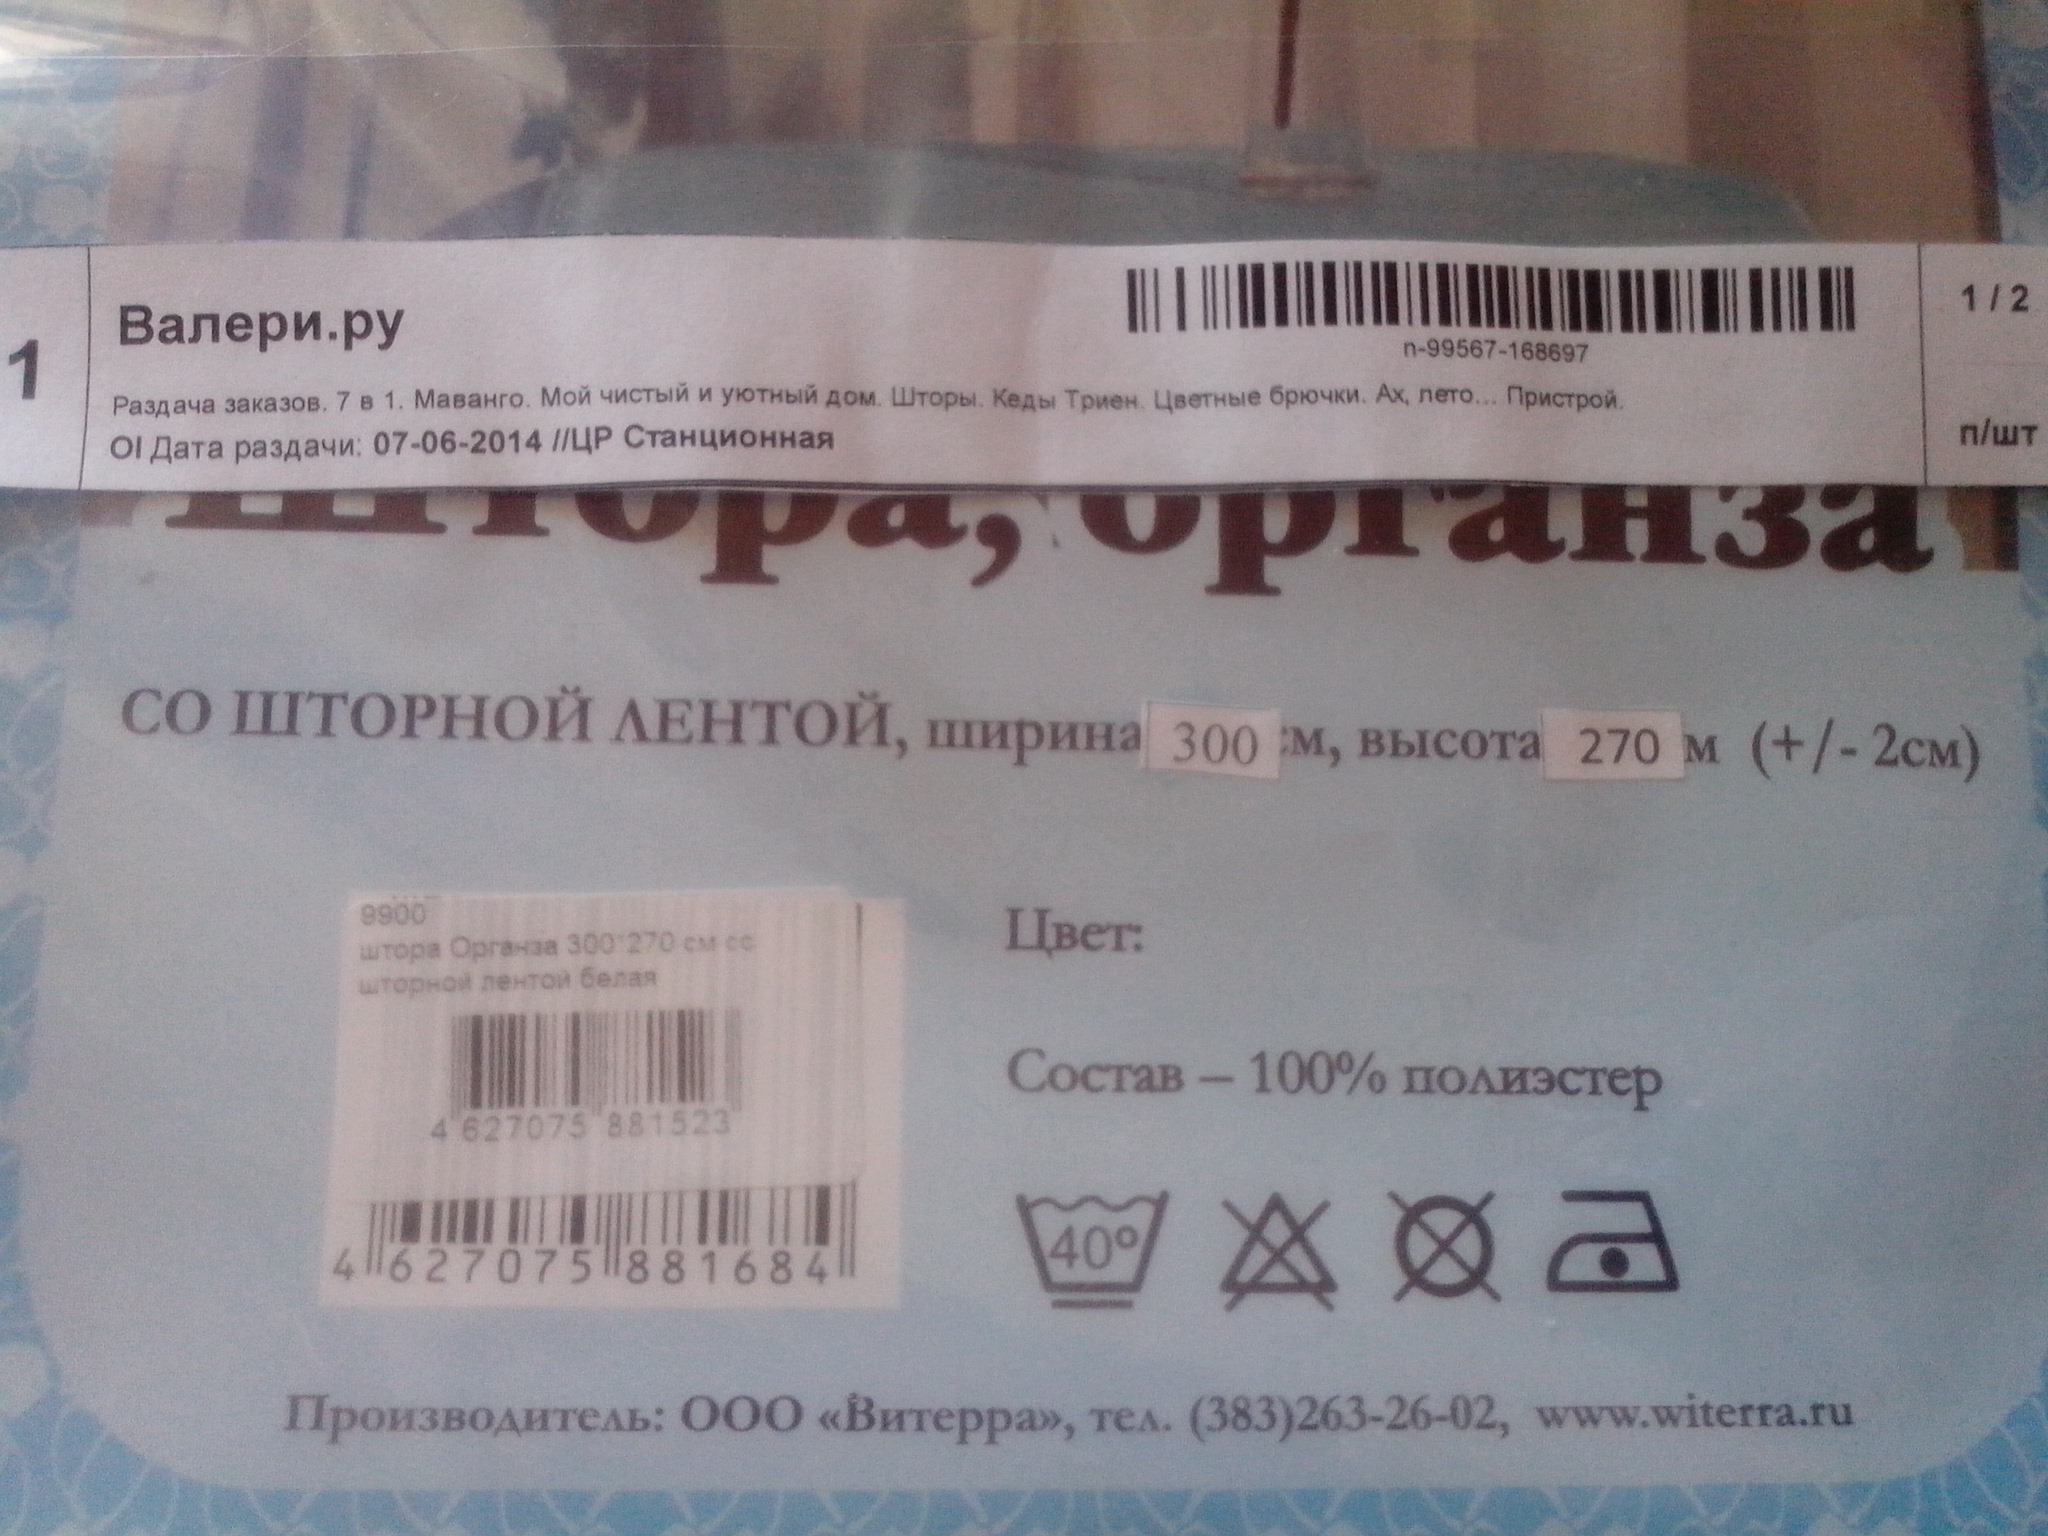 1
Валери.ру
n-99567-168697
1 / 2
Раздача заказов. 7 в 1. Маванго. Мой чистый и уютный дом. Шторы. Кеды Триен. Цветные брючки. Ах, лето... Пристрой.
OI Дата раздачи: 07-06-2014 //ЦР Станционная
п/шт
Штора, органза
СО ШТОРНОЙ ЛЕНТОЙ, ширина 300 см, высота 270 м (+/- 2см)
9900
штора Органза 300*270 см со
шторной лентой белая
4 627075 881523
4 627075 881684
Цвет:
Состав – 100% полиэстер
40°
Производитель: ООО «Витерра», тел. (383)263-26-02, www.witerra.ru